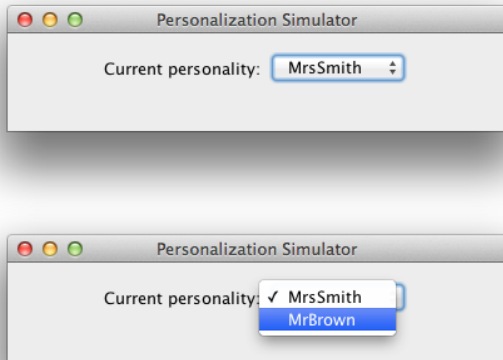 Personalization Simulator
Current personality: MrsSmith
Personalization Simulator
Current personality: ✓ MrsSmith
MrBrown